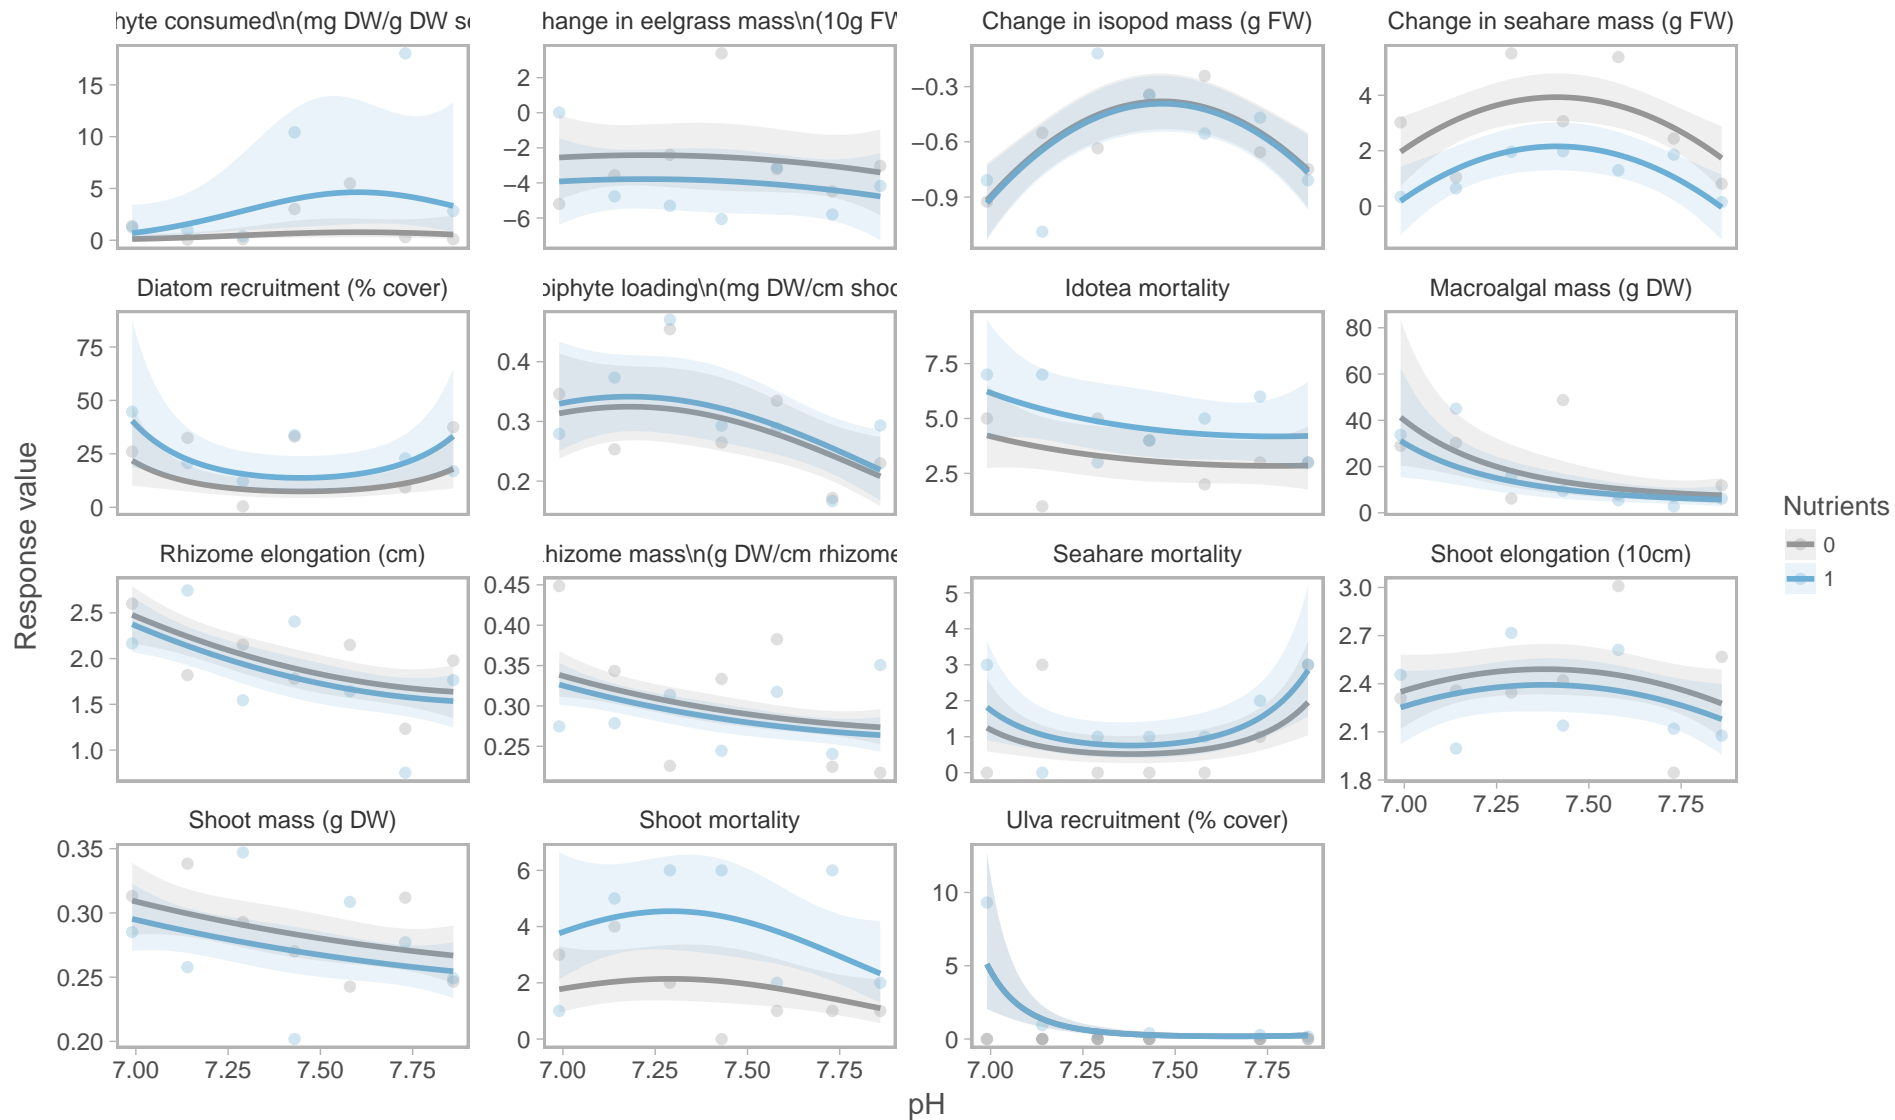 hyte consumed\n(mg DW/g DW se
hange in eelgrass mass\n(10g FW
Change in isopod mass (g FW)
Change in seahare mass (g FW)
15
10
5
0
2
0
−2
−4
−6
−0.3
−0.6
−0.9
4
2
0
Diatom recruitment (% cover)
piphyte loading\n(mg DW/cm shoo
Idotea mortality
Macroalgal mass (g DW)
75
50
25
0
0.4
0.3
0.2
7.5
5.0
2.5
80
60
40
20
0
Rhizome elongation (cm)
hizome mass\n(g DW/cm rhizome
Seahare mortality
Shoot elongation (10cm)
2.5
2.0
1.5
1.0
0.45
0.40
0.35
0.30
0.25
5
4
3
2
1
0
3.0
2.7
2.4
2.1
1.8
7.00 7.25 7.50 7.75
Shoot mass (g DW)
Shoot mortality
Ulva recruitment (% cover)
0.35
0.30
0.25
0.20
6
4
2
0
10
5
0
7.00 7.25 7.50 7.75
7.00 7.25 7.50 7.75
7.00 7.25 7.50 7.75
pH
Response value
Nutrients
0
1